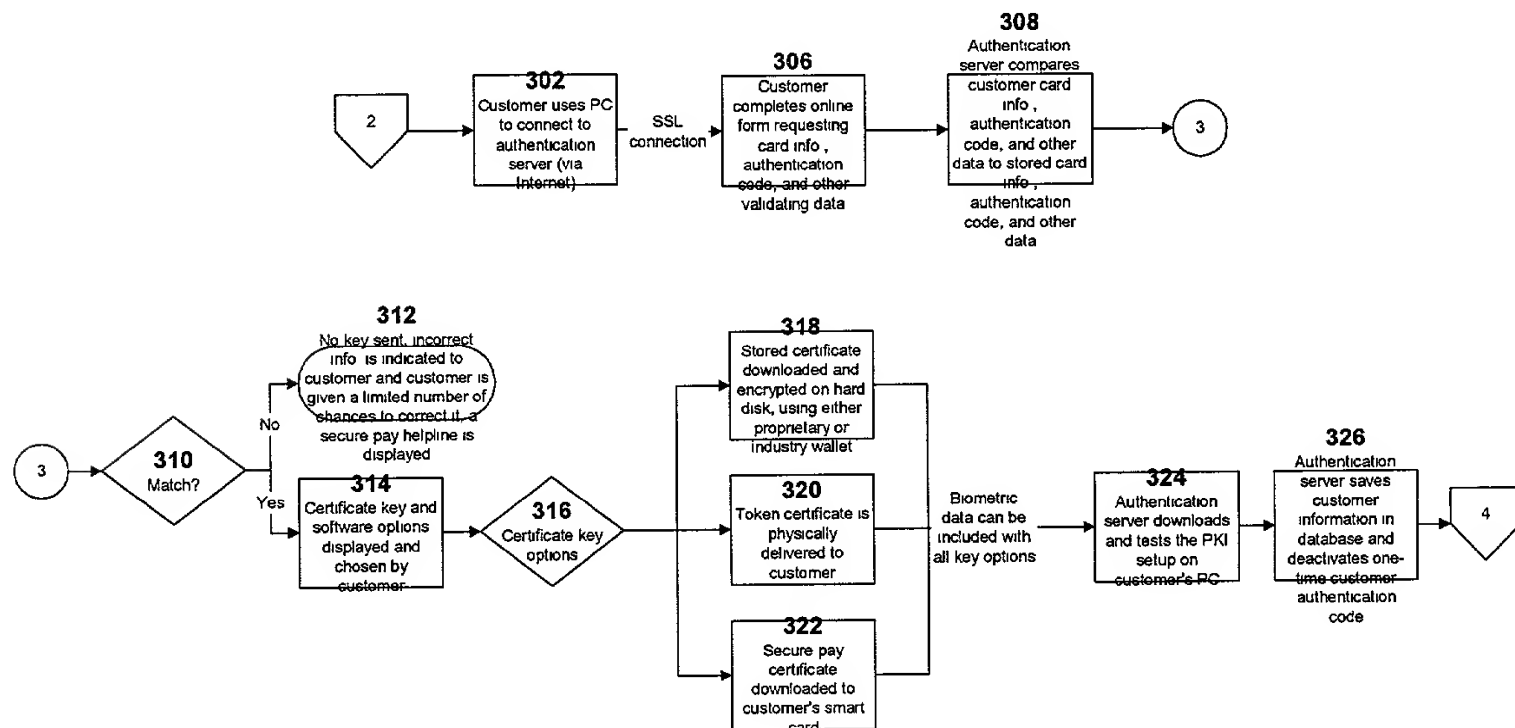 308
Authentication
server compares
customer card
info ,
authentication
code, and other
data to stored card
info ,
authentication
code, and other
data
306
Customer
completes online
form requesting
card info ,
authentication
code, and other
validating data
302
Customer uses PC
to connect to
authentication
server (via
Internet)
2
SSL
connection
3
312
No key sent, incorrect
info is indicated to
customer and customer is
given a limited number of
chances to correct it, a
secure pay helpline is
displayed
3
310
Match?
No
Yes
314
Certificate key and
software options
displayed and
chosen by
customer
316
Certificate key
options
318
Stored certificate
downloaded and
encrypted on hard
disk, using either
proprietary or
industry wallet
320
Token certificate is
physically
delivered to
customer
322
Secure pay
certificate
downloaded to
customer's smart
card
Biometric
data can be
included with
all key options
324
Authentication
server downloads
and tests the PKI
setup on
customer's PC
326
Authentication
server saves
customer
information in
database and
deactivates one-
time customer
authentication
code
4